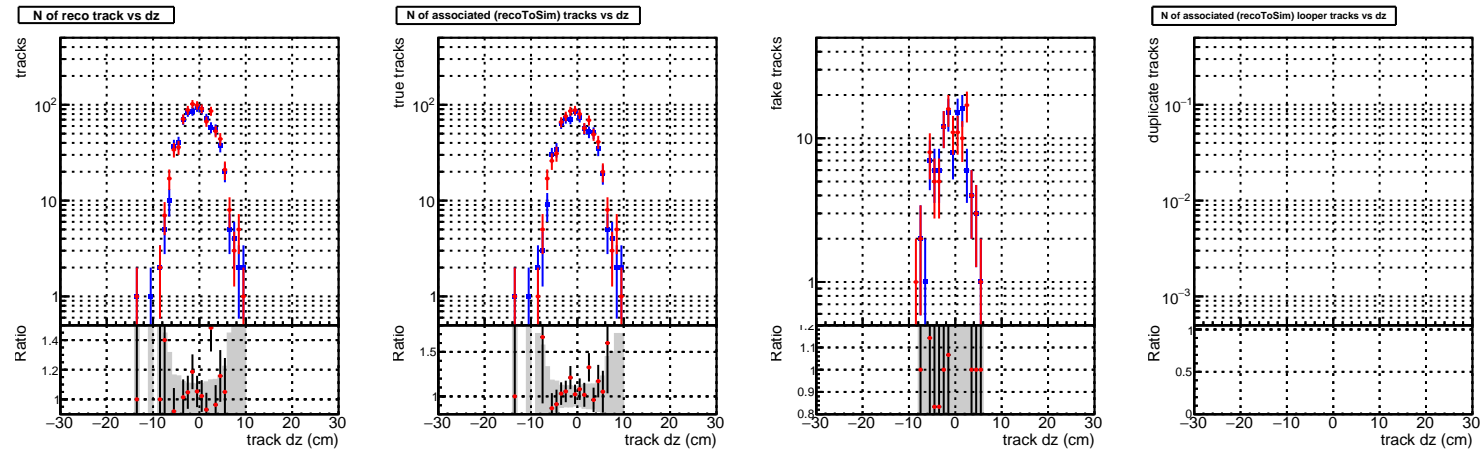 N of reco track vs dz
tracks
10²
10
1
Ratio
1.4
1.2
1
−30 −20 −10 0 10 20 30
track dz (cm)
N of associated (recoToSim) tracks vs dz
true tracks
10²
10
1
Ratio
1.5
1
−30 −20 −10 0 10 20 30
track dz (cm)
fake tracks
10
1
Ratio
1.2
1.1
1
0.9
0.8
−30 −20 −10 0 10 20 30
track dz (cm)
N of associated (recoToSim) looper tracks vs dz
duplicate tracks
10⁻¹
10⁻²
10⁻³
Ratio
1
0.5
0
−30 −20 −10 0 10 20 30
track dz (cm)